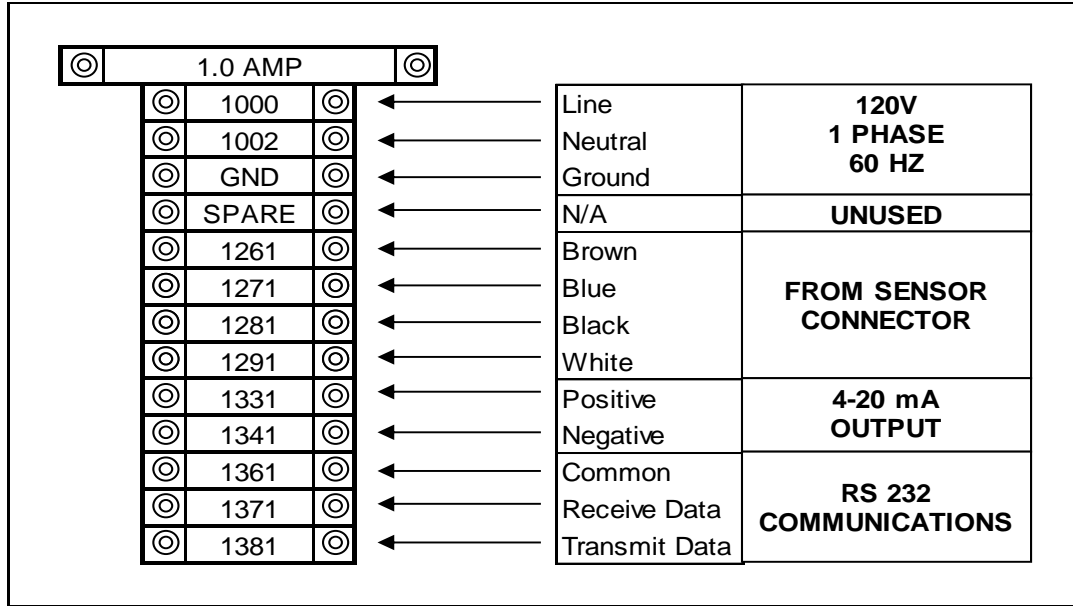 1.0 AMP
1000
1002
GND
SPARE
1261
1271
1281
1291
1331
1341
1361
1371
1381
Line
Neutral
Ground
N/A
Brown
Blue
Black
White
Positive
Negative
Common
Receive Data
Transmit Data
120V
1 PHASE
60 HZ
UNUSED
FROM SENSOR
CONNECTOR
4-20 mA
OUTPUT
RS 232
COMMUNICATIONS